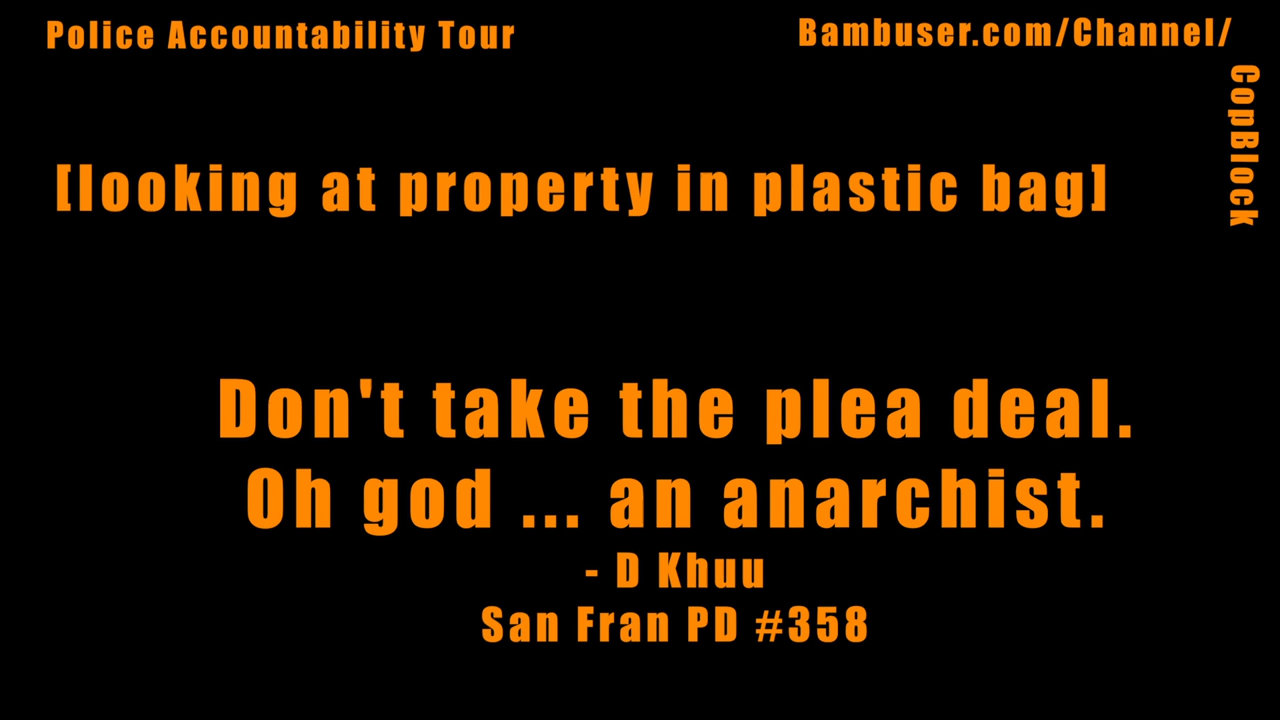 Police Accountability Tour
Bambuser.com/Channel/
CopBlock
[looking at property in plastic bag]
Don't take the plea deal.
Oh god ... an anarchist.
- D Khuu
San Fran PD #358